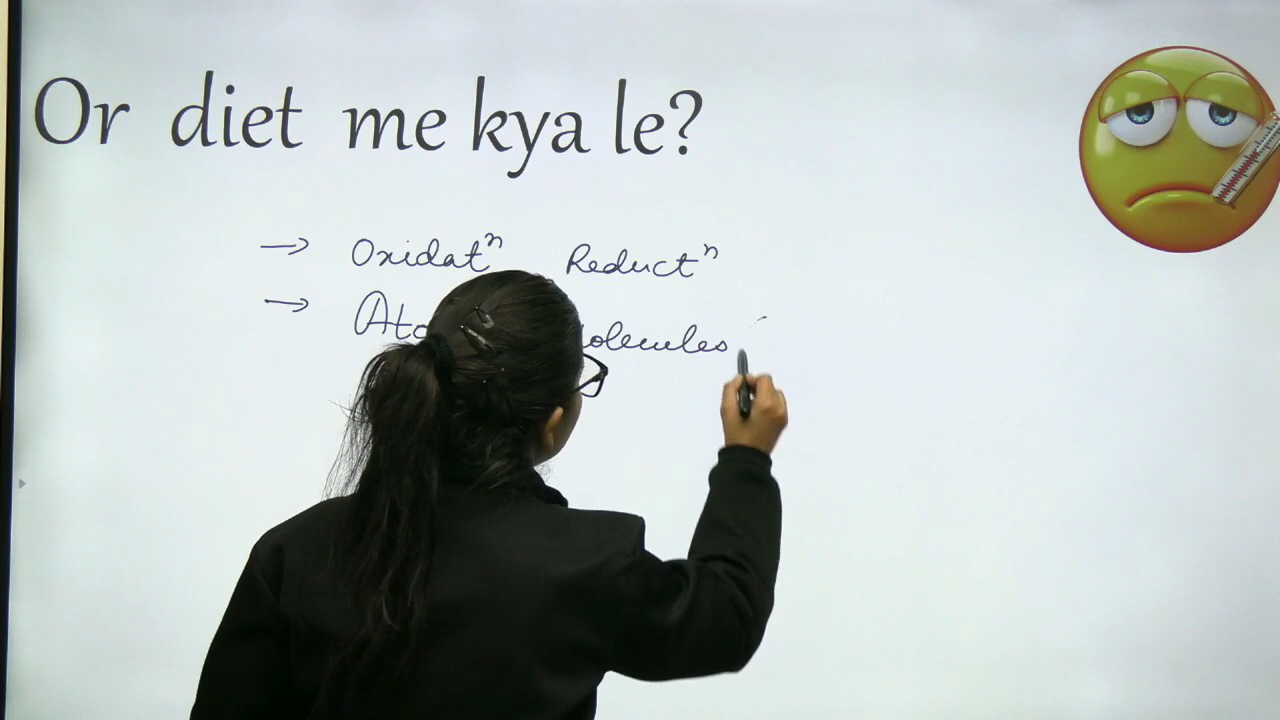 Or diet me kya le?
→ Oxidatⁿ Reductⁿ
→